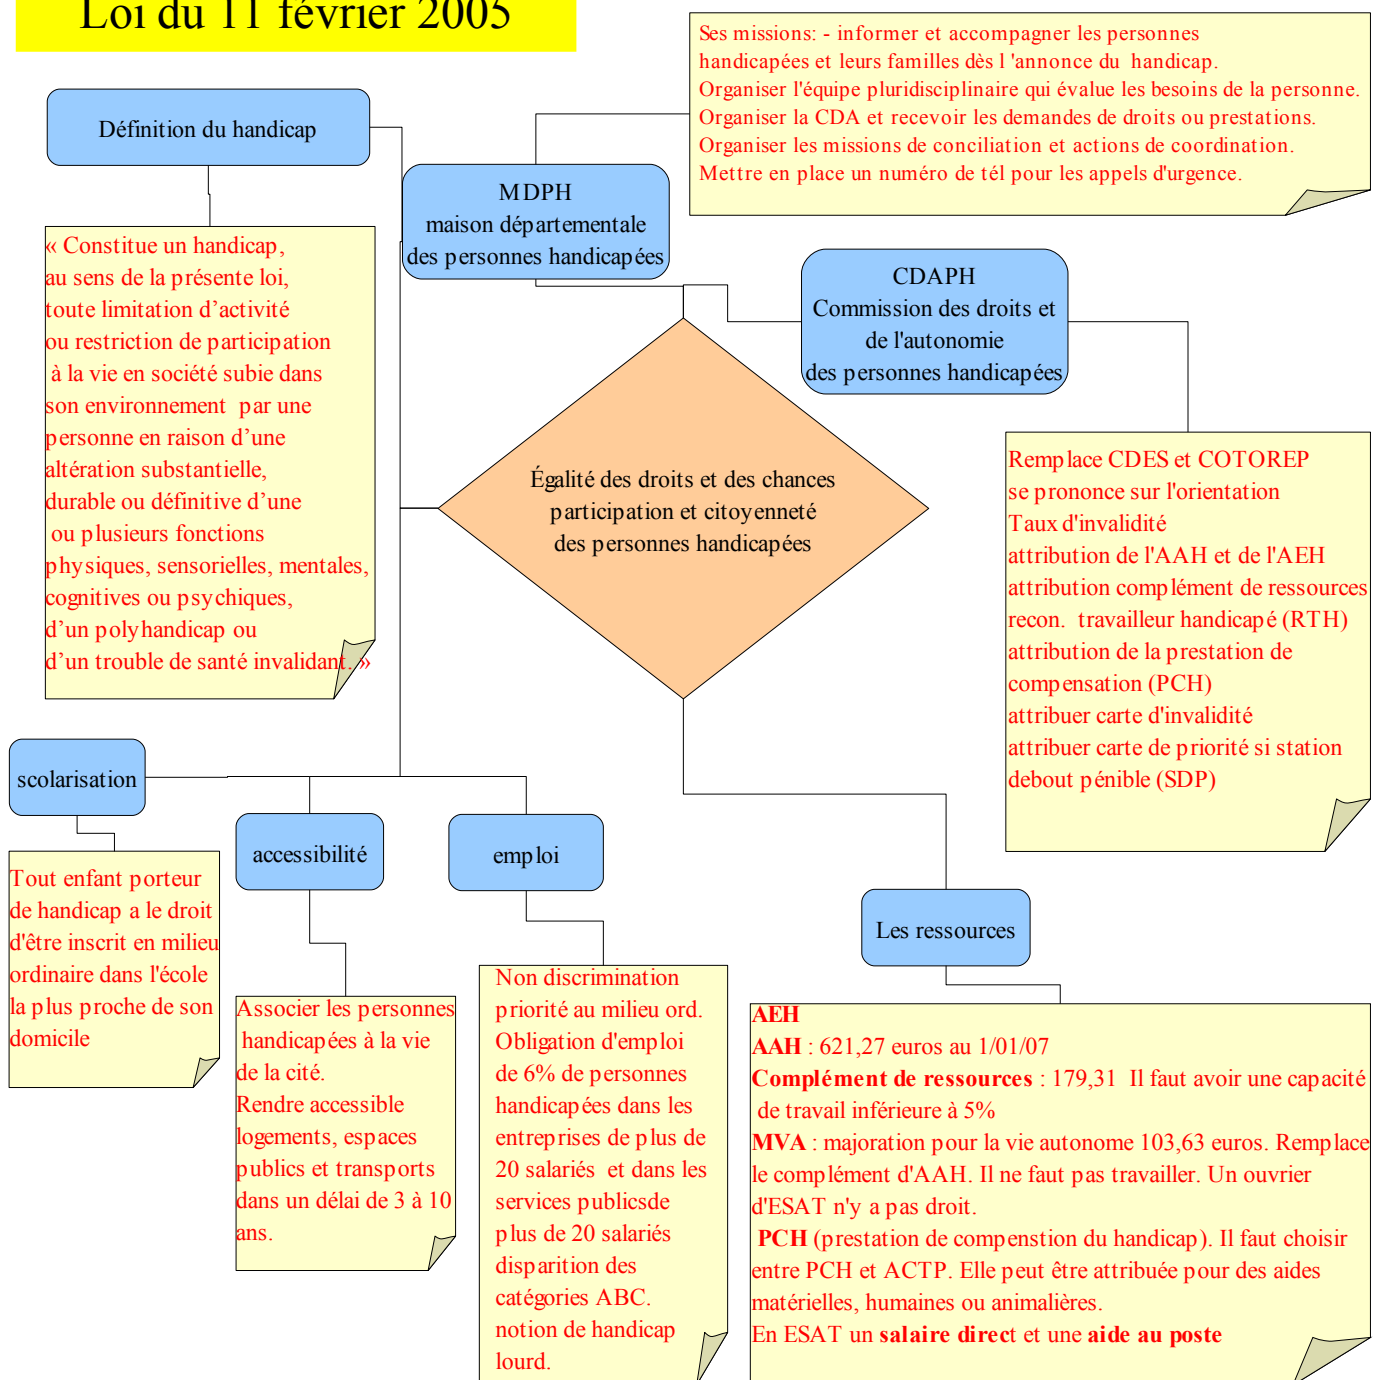 Loi du 11 février 2005
Ses missions: - informer et accompagner les personnes
handicapées et leurs familles dès l 'annonce du handicap.
Organiser l'équipe pluridisciplinaire qui évalue les besoins de la personne.
Organiser la CDA et recevoir les demandes de droits ou prestations.
Organiser les missions de conciliation et actions de coordination.
Mettre en place un numéro de tél pour les appels d'urgence.
Définition du handicap
MDPH
maison départementale
des personnes handicapées
« Constitue un handicap,
au sens de la présente loi,
toute limitation d’activité
ou restriction de participation
à la vie en société subie dans
son environnement par une
personne en raison d’une
altération substantielle,
durable ou définitive d’une
ou plusieurs fonctions
physiques, sensorielles, mentales,
cognitives ou psychiques,
d’un polyhandicap ou
d’un trouble de santé invalidant. »
CDAPH
Commission des droits et
de l'autonomie
des personnes handicapées
Égalité des droits et des chances
participation et citoyenneté
des personnes handicapées
Remplace CDES et COTOREP
se prononce sur l'orientation
Taux d'invalidité
attribution de l'AAH et de l'AEH
attribution complément de ressources
recon. travailleur handicapé (RTH)
attribution de la prestation de
compensation (PCH)
attribuer carte d'invalidité
attribuer carte de priorité si station
debout pénible (SDP)
scolarisation
Tout enfant porteur
de handicap a le droit
d'être inscrit en milieu
ordinaire dans l'école
la plus proche de son
domicile
accessibilité
Associer les personnes
handicapées à la vie
de la cité.
Rendre accessible
logements, espaces
publics et transports
dans un délai de 3 à 10
ans.
emploi
Non discrimination
priorité au milieu ord.
Obligation d'emploi
de 6% de personnes
handicapées dans les
entreprises de plus de
20 salariés et dans les
services publicsde
plus de 20 salariés
disparition des
catégories ABC.
notion de handicap
lourd.
Les ressources
AEH
AAH : 621,27 euros au 1/01/07
Complément de ressources : 179,31 Il faut avoir une capacité
de travail inférieure à 5%
MVA : majoration pour la vie autonome 103,63 euros. Remplace
le complément d'AAH. Il ne faut pas travailler. Un ouvrier
d'ESAT n'y a pas droit.
PCH (prestation de compenstion du handicap). Il faut choisir
entre PCH et ACTP. Elle peut être attribuée pour des aides
matérielles, humaines ou animalières.
En ESAT un salaire direct et une aide au poste